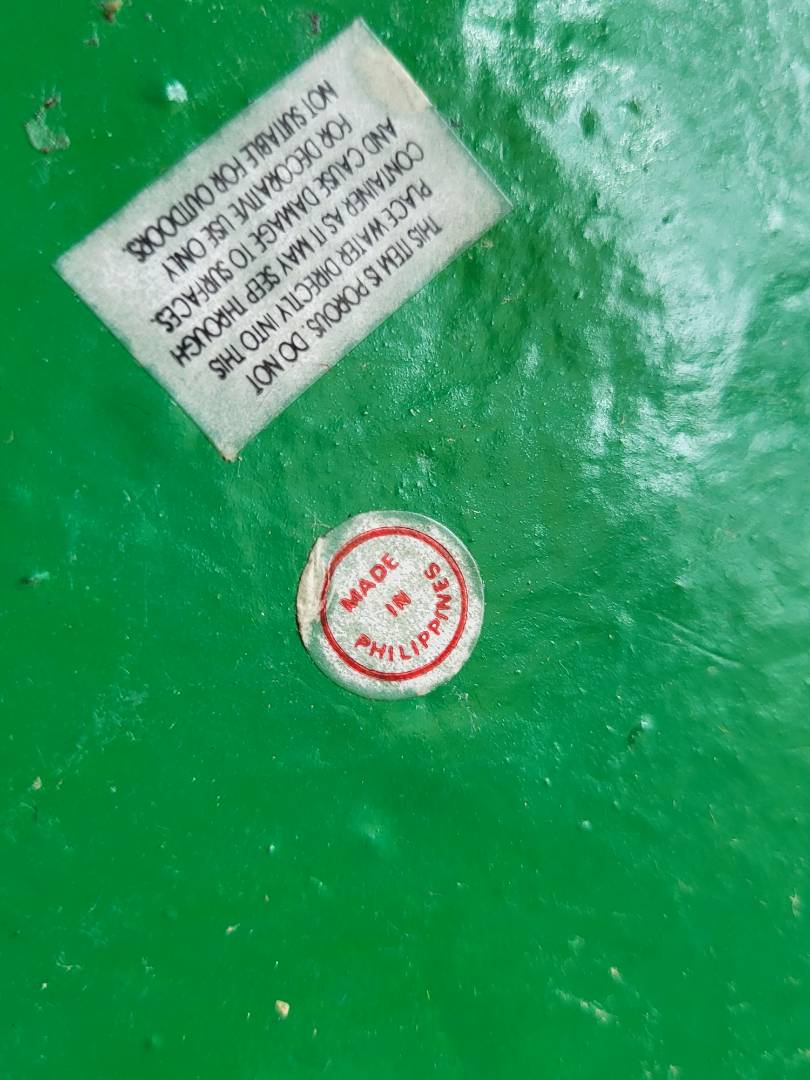 THIS ITEM IS POROUS. DO NOT
PLACE WATER DIRECTLY INTO THIS
CONTAINER AS IT MAY SEEP THROUGH
AND CAUSE DAMAGE TO SURFACES.
FOR DECORATIVE USE ONLY
NOT SUITABLE FOR OUTDOORS.
MADE
IN
PHILIPPINES